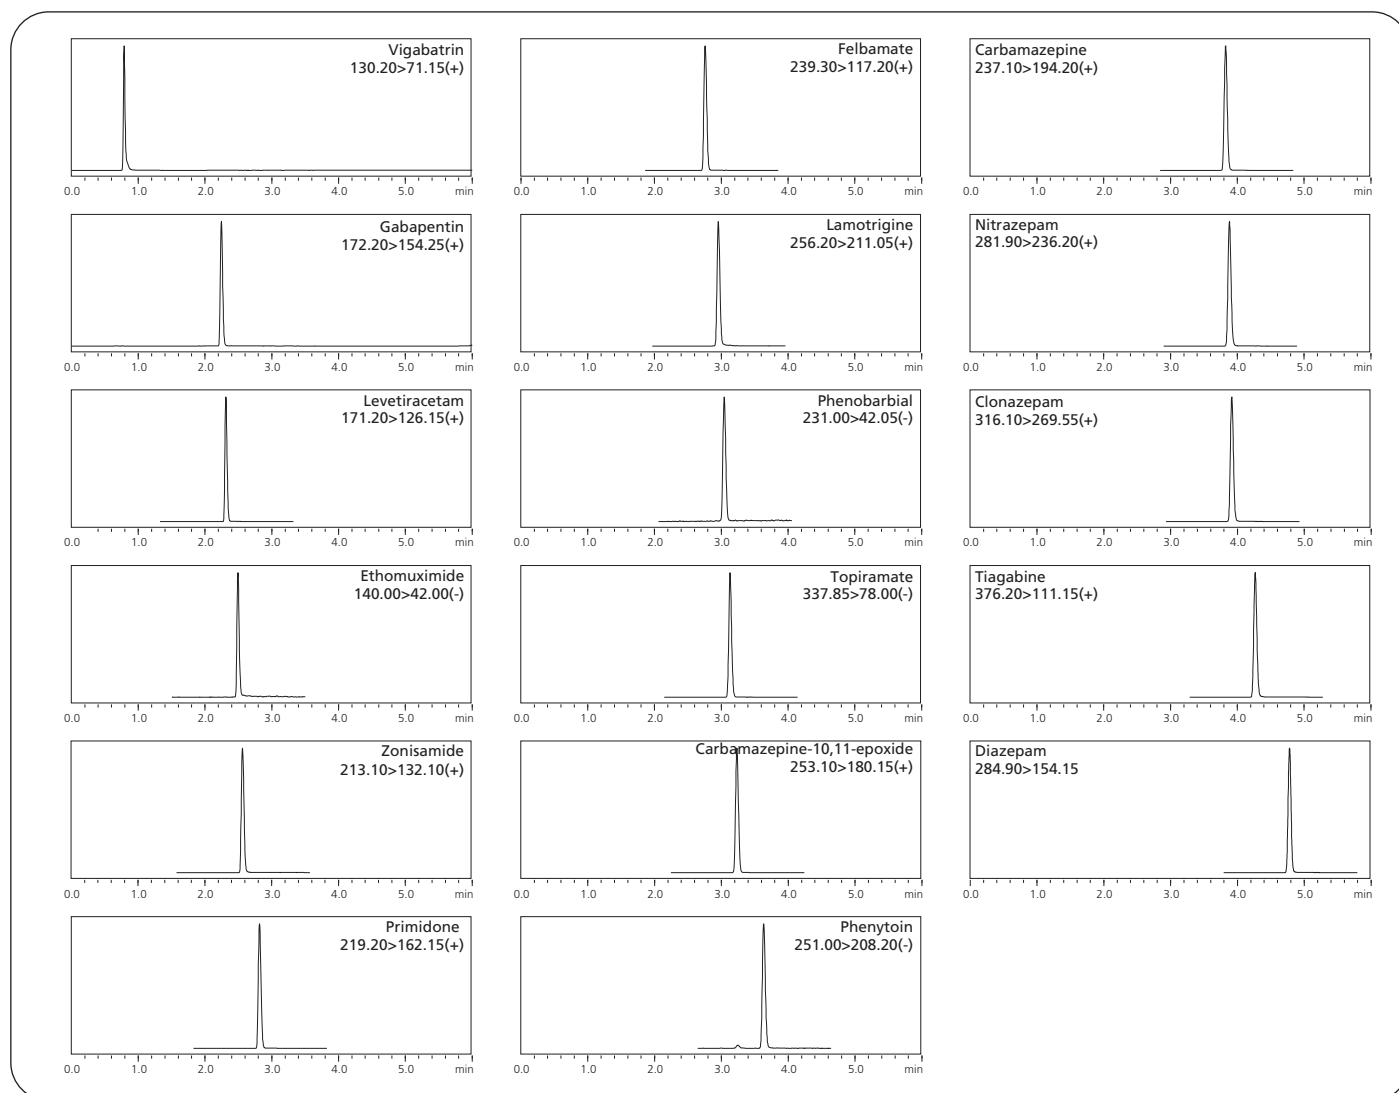 Vigabatrin
130.20>71.15(+)
0.0 1.0 2.0 3.0 4.0 5.0 min
Felbamate
239.30>117.20(+)
0.0 1.0 2.0 3.0 4.0 5.0 min
Carbamazepine
237.10>194.20(+)
0.0 1.0 2.0 3.0 4.0 5.0 min
Gabapentin
172.20>154.25(+)
0.0 1.0 2.0 3.0 4.0 5.0 min
Lamotrigine
256.20>211.05(+)
0.0 1.0 2.0 3.0 4.0 5.0 min
Nitrazepam
281.90>236.20(+)
0.0 1.0 2.0 3.0 4.0 5.0 min
Levetiracetam
171.20>126.15(+)
0.0 1.0 2.0 3.0 4.0 5.0 min
Phenobarbial
231.00>42.05(-)
0.0 1.0 2.0 3.0 4.0 5.0 min
Clonazepam
316.10>269.55(+)
0.0 1.0 2.0 3.0 4.0 5.0 min
Ethomuximide
140.00>42.00(-)
0.0 1.0 2.0 3.0 4.0 5.0 min
Topiramate
337.85>78.00(-)
0.0 1.0 2.0 3.0 4.0 5.0 min
Tiagabine
376.20>111.15(+)
0.0 1.0 2.0 3.0 4.0 5.0 min
Zonisamide
213.10>132.10(+)
0.0 1.0 2.0 3.0 4.0 5.0 min
Carbamazepine-10,11-epoxide
253.10>180.15(+)
0.0 1.0 2.0 3.0 4.0 5.0 min
Diazepam
284.90>154.15
0.0 1.0 2.0 3.0 4.0 5.0 min
Primidone
219.20>162.15(+)
0.0 1.0 2.0 3.0 4.0 5.0 min
Phenytoin
251.00>208.20(-)
0.0 1.0 2.0 3.0 4.0 5.0 min